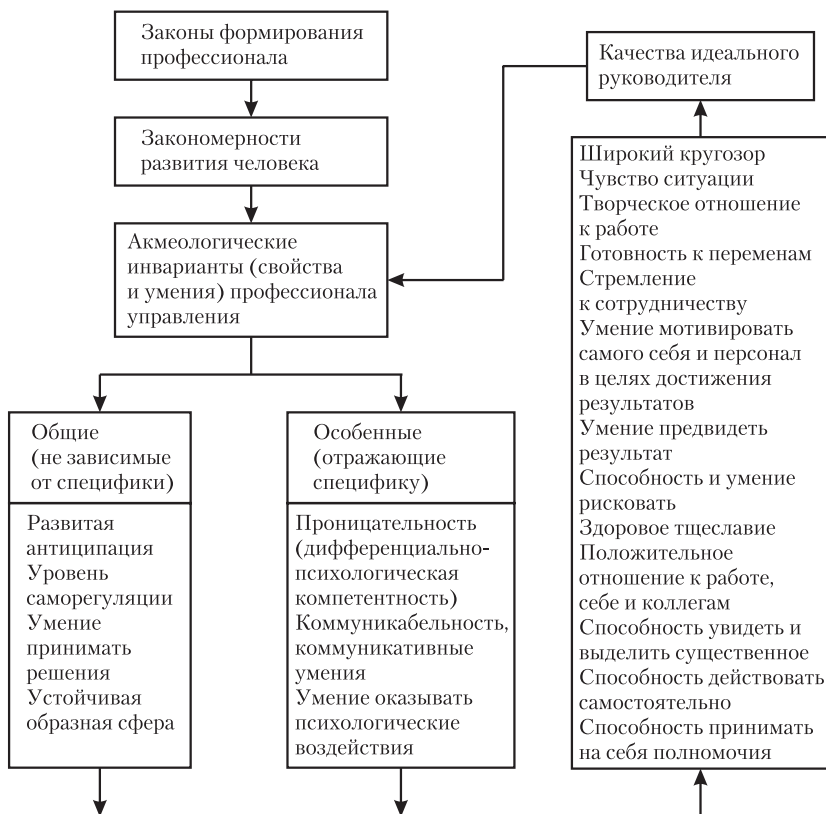 Законы формирования
профессионала
Закономерности
развития человека
Акмеологические
инварианты (свойства
и умения) профессионала
управления
Общие
(не зависимые
от специфики)
Развитая
антиципация
Уровень
саморегуляции
Умение
принимать
решения
Устойчивая
образная сфера
Особенные
(отражающие
специфику)
Проницательность
(дифференциально-
психологическая
компетентность)
Коммуникабельность,
коммуникативные
умения
Умение оказывать
психологические
воздействия
Качества идеального
руководителя
Широкий кругозор
Чувство ситуации
Творческое отношение
к работе
Готовность к переменам
Стремление
к сотрудничеству
Умение мотивировать
самого себя и персонал
в целях достижения
результатов
Умение предвидеть
результат
Способность и умение
рисковать
Здоровое тщеславие
Положительное
отношение к работе,
себе и коллегам
Способность увидеть и
выделить существенное
Способность действовать
самостоятельно
Способность принимать
на себя полномочия